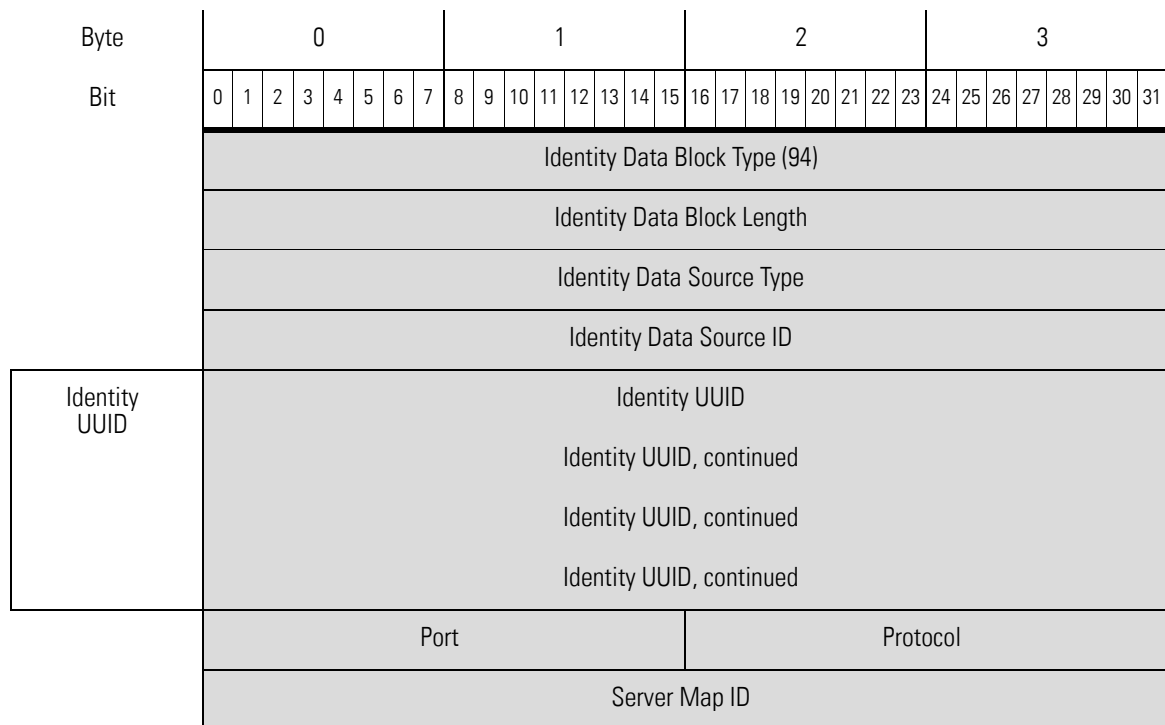 Byte 0 1 2 3
Bit 0 1 2 3 4 5 6 7 8 9 10 11 12 13 14 15 16 17 18 19 20 21 22 23 24 25 26 27 28 29 30 31
Identity Data Block Type (94)
Identity Data Block Length
Identity Data Source Type
Identity Data Source ID
Identity
UUID
Identity UUID
Identity UUID, continued
Identity UUID, continued
Identity UUID, continued
Port Protocol
Server Map ID